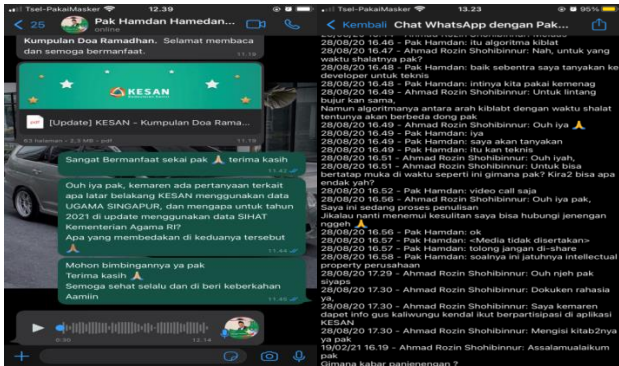 Tsel-PakaiMasker
12.39
25
Pak Hamdan Hamedan...
online
Kumpulan Doa Ramadhan. Selamat membaca
dan semoga bermanfaat.
11.16
KESAN
[Update] KESAN - Kumpulan Doa Rama...
11.16
Sangat Bermanfaat sekai pak 🙏 terima kasih
11.42
Ouh iya pak, kemaren ada pertanyaan terkait
apa latar belakang KESAN menggunakan data
UGAMA SINGAPUR, dan mengapa untuk tahun
2021 di update menggunakan data SIHAT
Kementerian Agama RI?
Apa yang membedakan di keduanya tersebut
🙏
11.44
Mohon bimbingannya ya pak
Terima kasih 🙏
Semoga sehat selalu dan di beri keberkahan
Aamiin
11.45
0:30
12.14
Tsel-PakaiMasker
13.23
95%
Kembali
Chat WhatsApp dengan Pak...
28/08/20 16.46 - Pak Hamdan: itu algoritma kiblat
28/08/20 16.47 - Ahmad Rozin Shohibinnur: Nah, untuk yang
waktu shalatnya pak?
28/08/20 16.48 - Pak Hamdan: baik sebentra saya tanyakan ke
developer untuk teknis
28/08/20 16.48 - Pak Hamdan: intinya kita pakai kemenag
28/08/20 16.49 - Ahmad Rozin Shohibinnur: Untuk lintang
bujur kan sama,
Namun algoritmanya antara arah kiblabt dengan waktu shalat
tentunya akan berbeda dong pak
28/08/20 16.49 - Ahmad Rozin Shohibinnur: Ouh iya 🙏
28/08/20 16.49 - Pak Hamdan: iya
28/08/20 16.49 - Pak Hamdan: saya akan tanyakan
28/08/20 16.49 - Pak Hamdan: itu kan teknis
28/08/20 16.51 - Ahmad Rozin Shohibinnur: Ouh iyah,
28/08/20 16.51 - Ahmad Rozin Shohibinnur: Untuk bisa
bertatap muka di waktu seperti ini gimana pak? Kira2 bisa apa
endak yah?
28/08/20 16.52 - Pak Hamdan: video call saja
28/08/20 16.56 - Ahmad Rozin Shohibinnur: Ouh iya pak,
Saya ini sedang proses penulisan
Jikalau nanti menemui kesulitan saya bisa hubungi jenengan
nggeh 🙏
28/08/20 16.56 - Pak Hamdan: ok
28/08/20 16.57 - Pak Hamdan: <Media tidak disertakan>
28/08/20 16.57 - Pak Hamdan: tolong jangan di-share
28/08/20 16.58 - Pak Hamdan: soalnya ini jatuhnya intellectual
property perusahaan
28/08/20 17.29 - Ahmad Rozin Shohibinnur: Ouh njeh pak
siyaps
28/08/20 17.30 - Ahmad Rozin Shohibinnur: Dokuken rahasia
ya,
28/08/20 17.30 - Ahmad Rozin Shohibinnur: Saya kemaren
dapet info gus kaliwungu kendal ikut berpartisipasi di aplikasi
KESAN
28/08/20 17.30 - Ahmad Rozin Shohibinnur: Mengisi kitab2nya
ya pak
19/02/21 16.19 - Ahmad Rozin Shohibinnur: Assalamualaikum
pak
Gimana kabar panjenengan ?